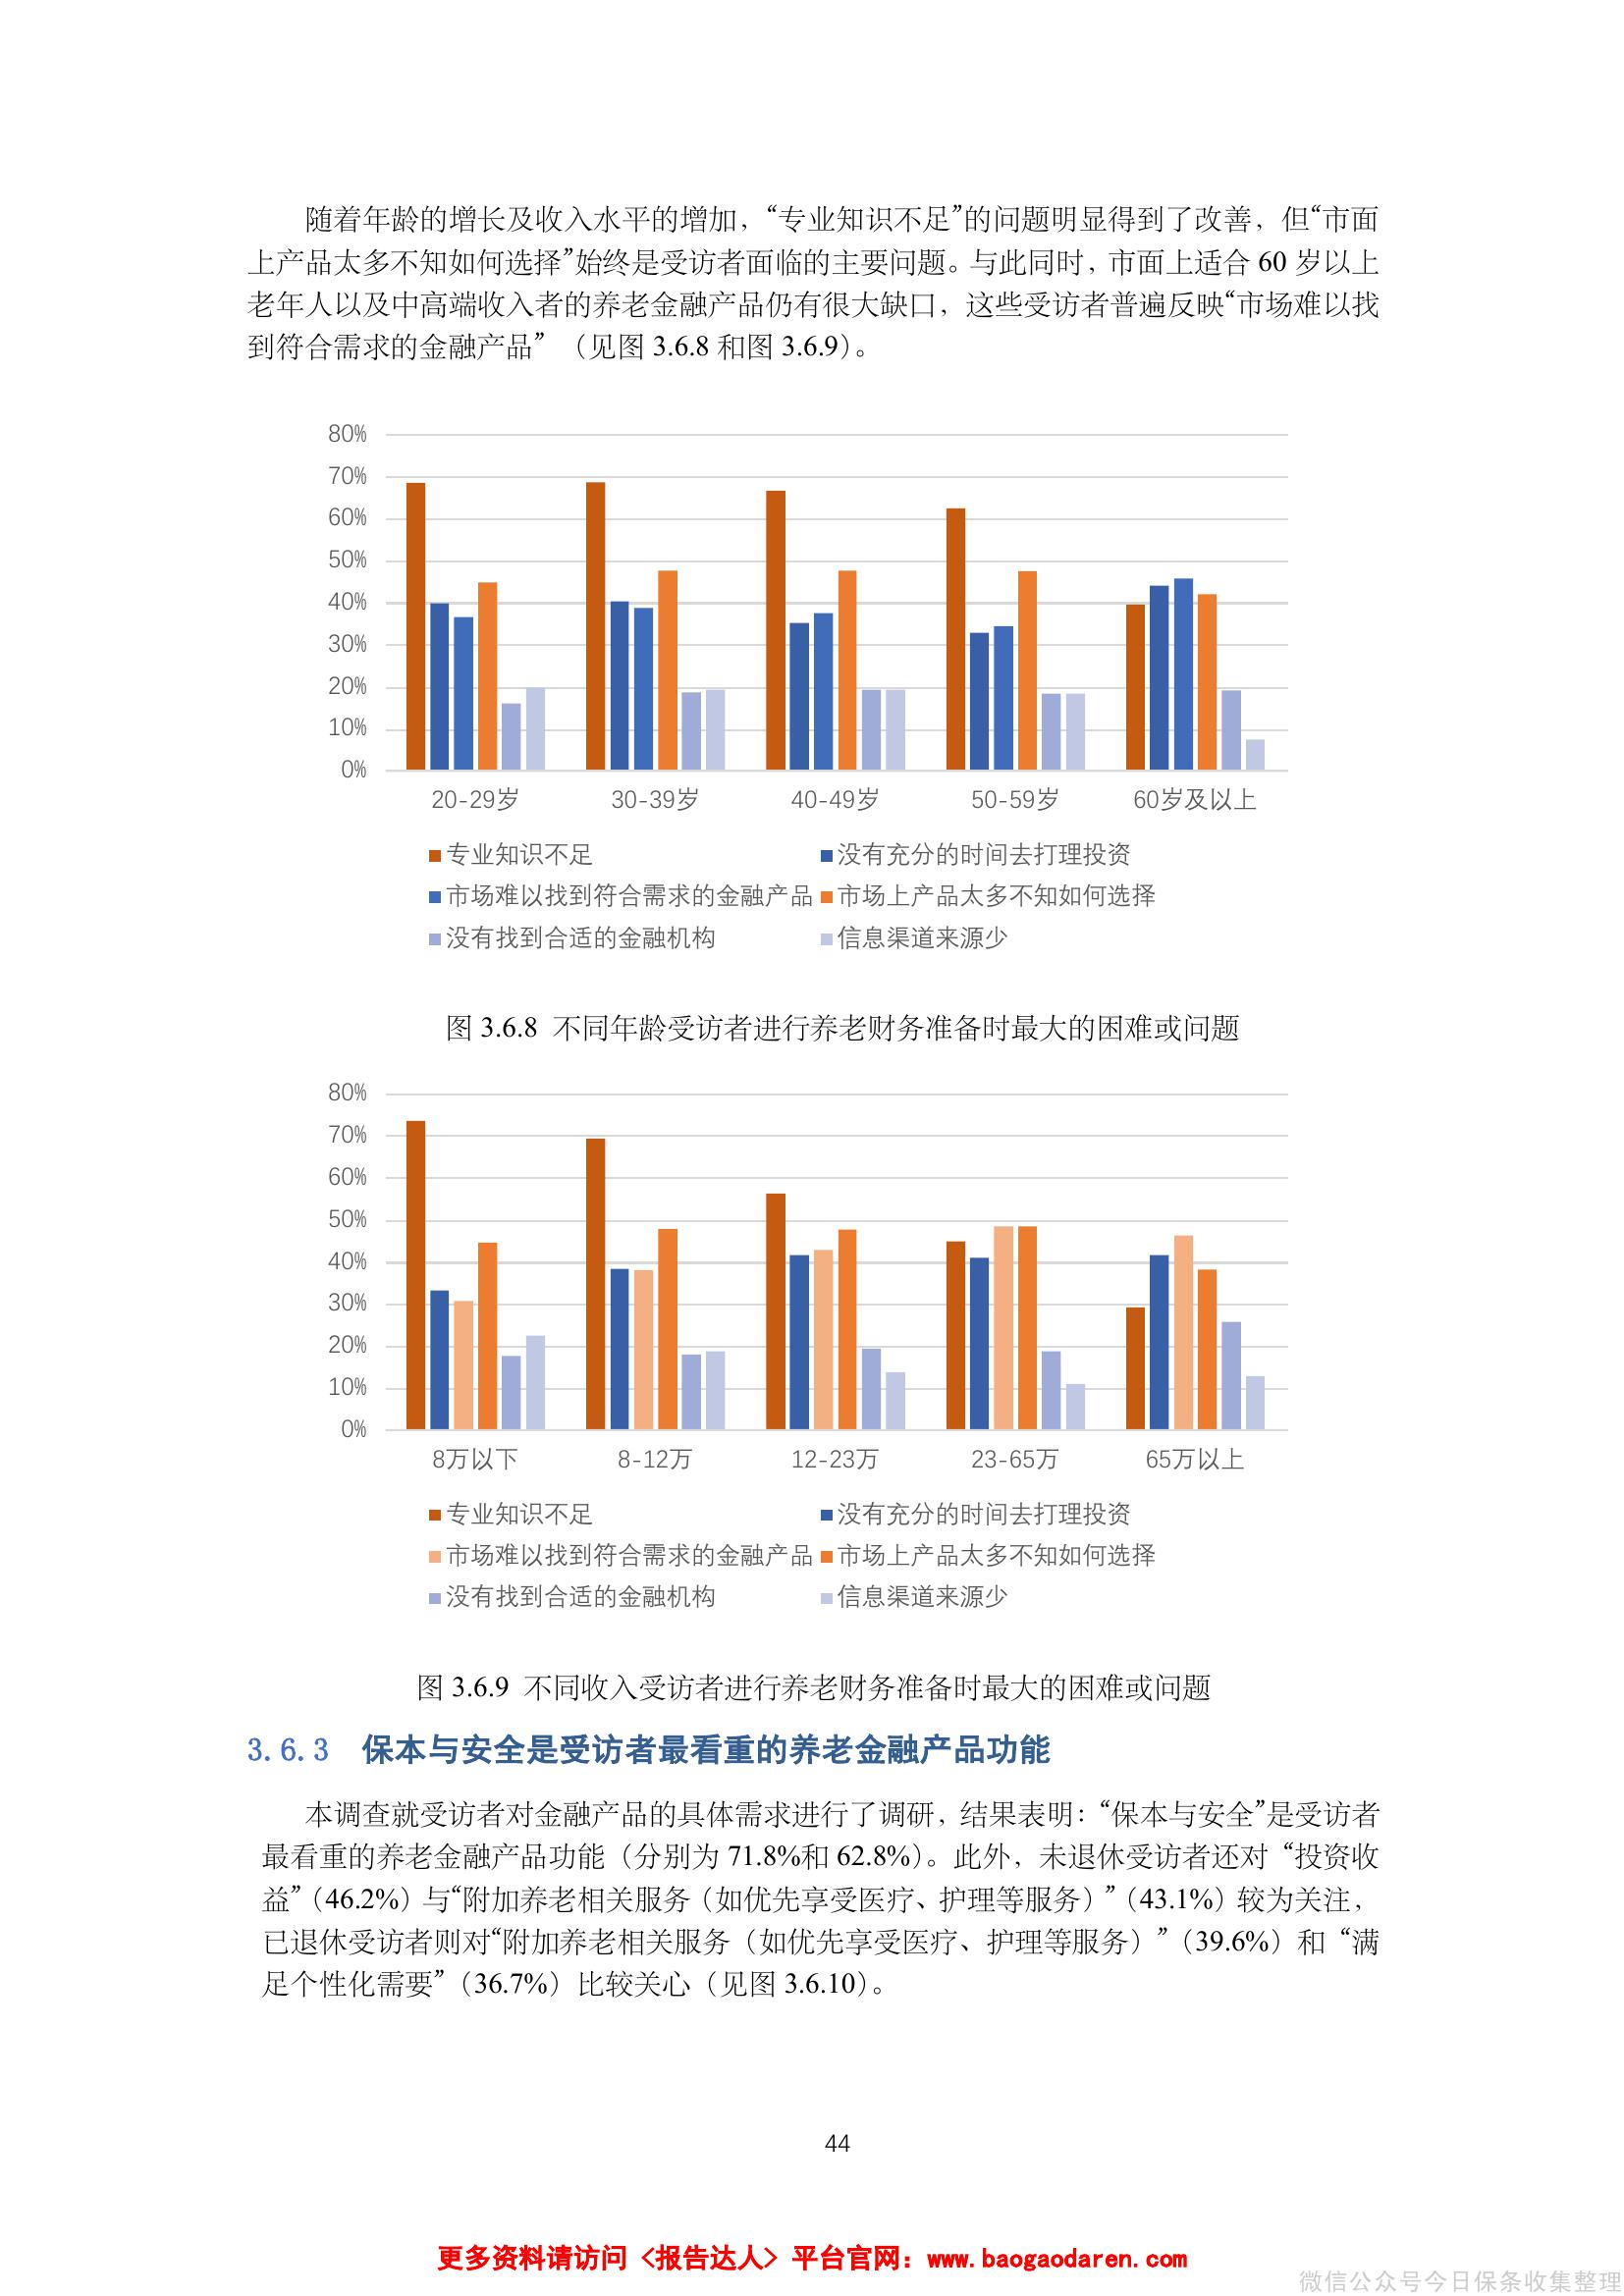 随着年龄的增长及收入水平的增加，“专业知识不足”的问题明显得到了改善，但“市面
上产品太多不知如何选择”始终是受访者面临的主要问题。与此同时，市面上适合 60 岁以上
老年人以及中高端收入者的养老金融产品仍有很大缺口，这些受访者普遍反映“市场难以找
到符合需求的金融产品” （见图 3.6.8 和图 3.6.9）。
80%
70%
60%
50%
40%
30%
20%
10%
0%
20-29岁 30-39岁 40-49岁 50-59岁 60岁及以上
专业知识不足 没有充分的时间去打理投资
市场难以找到符合需求的金融产品 市场上产品太多不知如何选择
没有找到合适的金融机构 信息渠道来源少
图 3.6.8 不同年龄受访者进行养老财务准备时最大的困难或问题
80%
70%
60%
50%
40%
30%
20%
10%
0%
8万以下 8-12万 12-23万 23-65万 65万以上
专业知识不足 没有充分的时间去打理投资
市场难以找到符合需求的金融产品 市场上产品太多不知如何选择
没有找到合适的金融机构 信息渠道来源少
图 3.6.9 不同收入受访者进行养老财务准备时最大的困难或问题
3.6.3 保本与安全是受访者最看重的养老金融产品功能
本调查就受访者对金融产品的具体需求进行了调研，结果表明：“保本与安全”是受访者
最看重的养老金融产品功能（分别为 71.8%和 62.8%）。此外，未退休受访者还对 “投资收
益”（46.2%）与“附加养老相关服务（如优先享受医疗、护理等服务）”（43.1%）较为关注，
已退休受访者则对“附加养老相关服务（如优先享受医疗、护理等服务）”（39.6%）和 “满
足个性化需要”（36.7%）比较关心（见图 3.6.10）。
44
更多资料请访问《报告达人》平台官网：www.baogaodaren.com
微信公众号今日保条收集整理